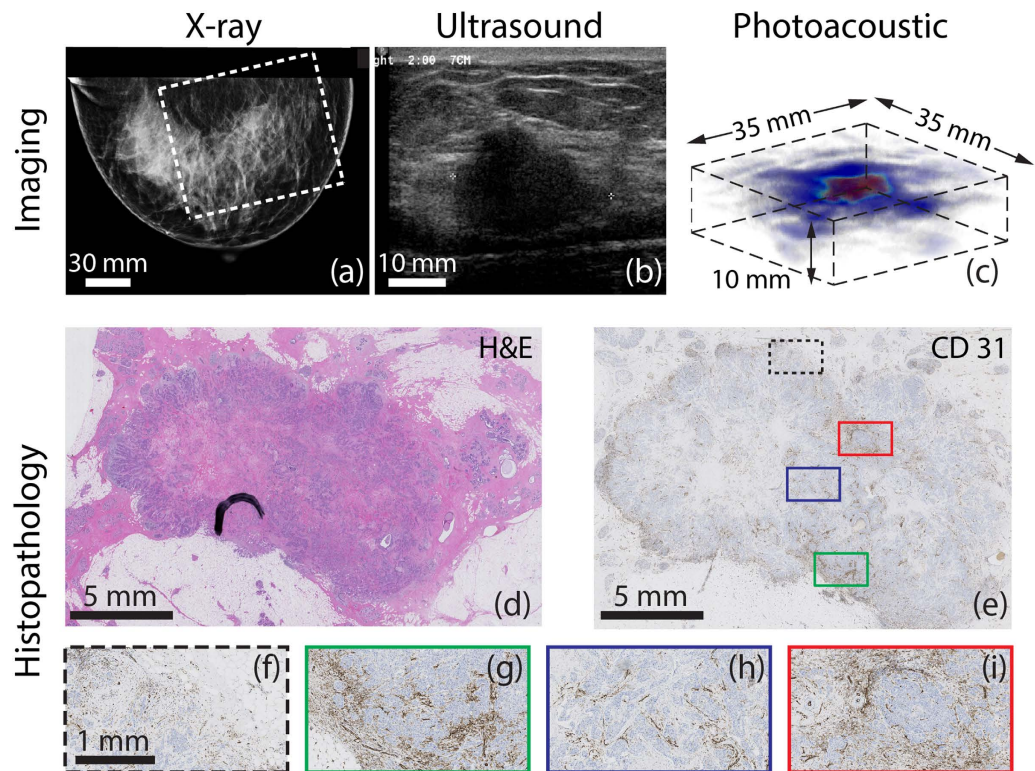 X-ray
Ultrasound
Photoacoustic
Imaging
30 mm
(a)
ght 2:00 7CM
10 mm
(b)
35 mm
35 mm
10 mm
(c)
Histopathology
H&E
5 mm
(d)
CD 31
5 mm
(e)
(f)
1 mm
(g)
(h)
(i)